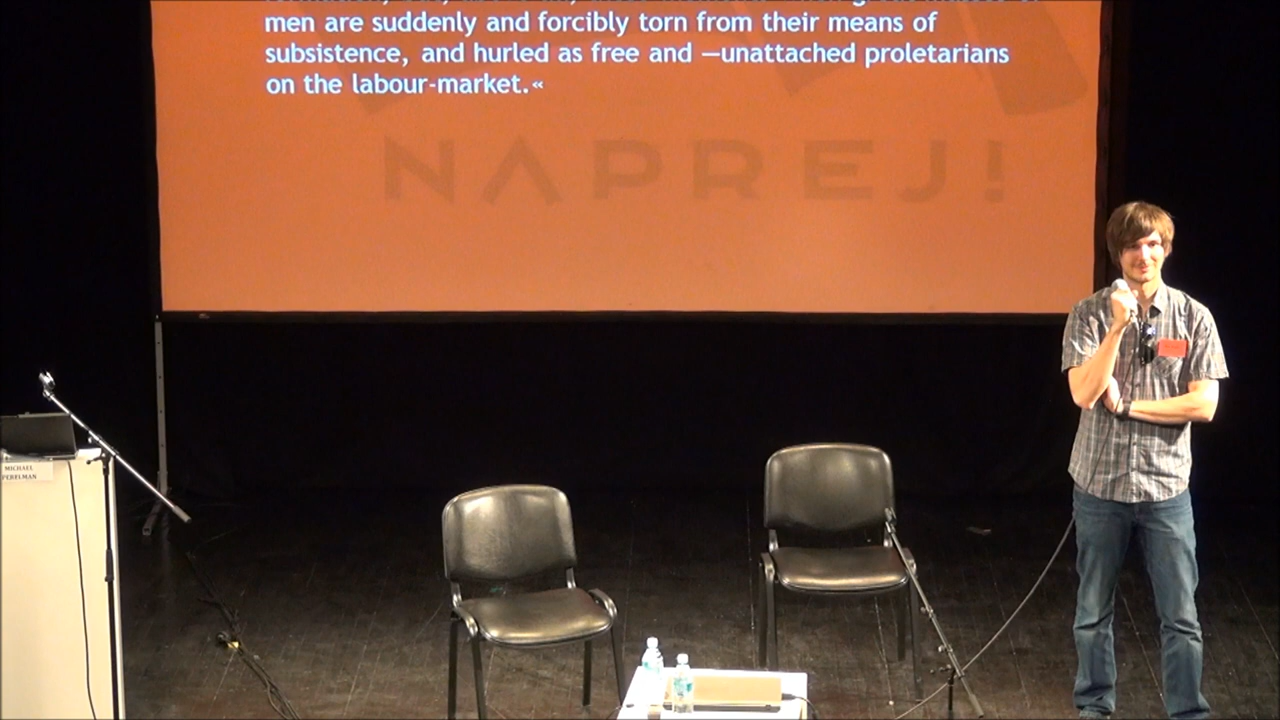 men are suddenly and forcibly torn from their means of
subsistence, and hurled as free and —unattached proletarians
on the labour-market.«
NAPREJ!
MICHAEL
PERELMAN